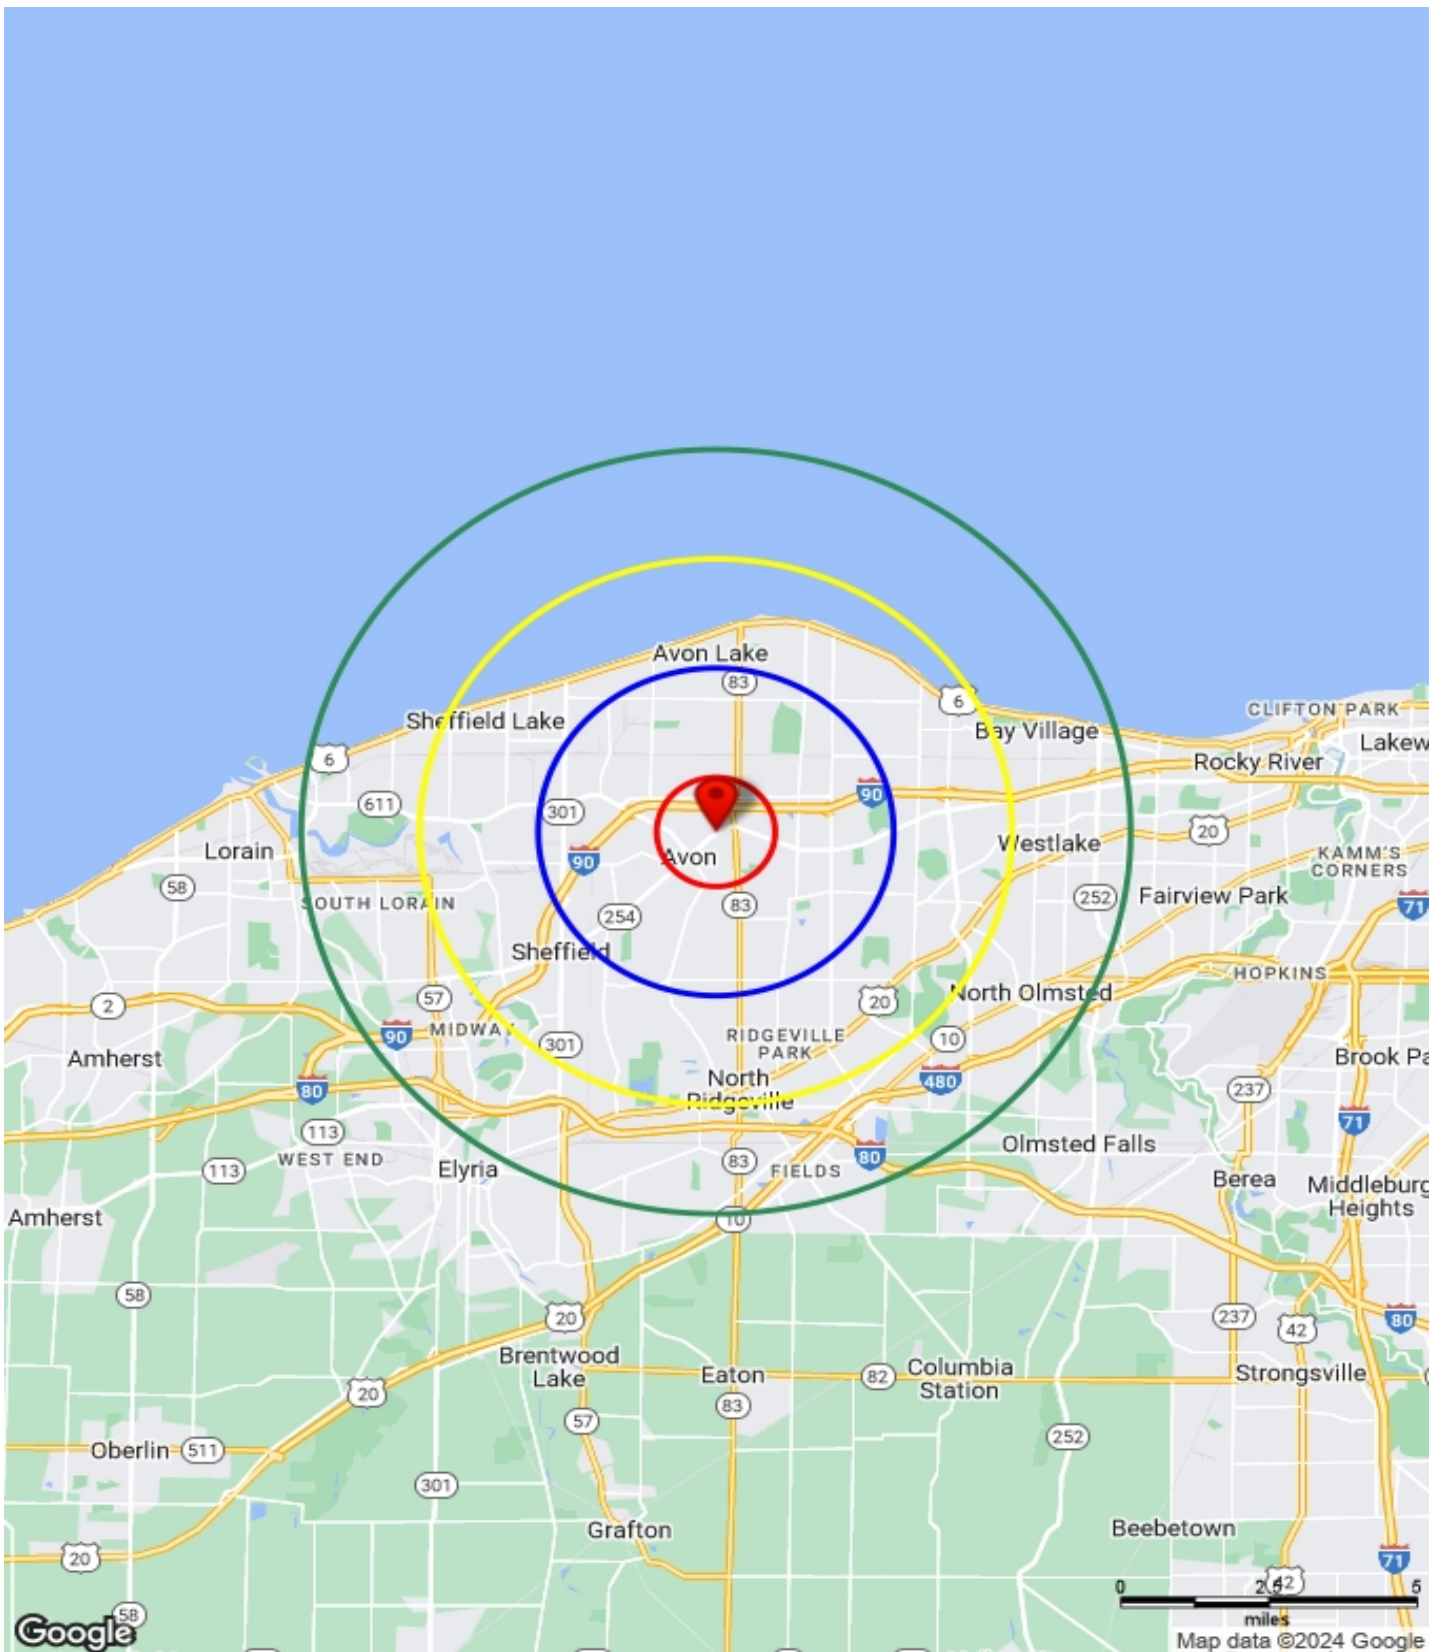 Avon Lake
83
Sheffield Lake
6
CLIFTON PARK
Bay Village
Lakew
6
Rocky River
90
611
301
20
Westlake
Lorain
Avon
90
KAMM'S
CORNERS
58
252
Fairview Park
SOUTH LORAIN
83
71
254
Sheffield
HOPKINS
57
20
North Olmsted
2
MIDWAY
90
RIDGEVILLE
PARK
10
301
Amherst
Brook Pa
North
Ridgeville
480
80
237
113
71
WEST END
Olmsted Falls
80
113
Elyria
83
FIELDS
Berea
Middleburg
Heights
Amherst
10
58
20
237
42
80
Brentwood
Lake
Eaton
82
Columbia
Station
Strongsville
20
57
83
252
Oberlin
511
301
Grafton
Beebetown
20
71
42
0
2.5
5
58
miles
Google
Map data ©2024 Google